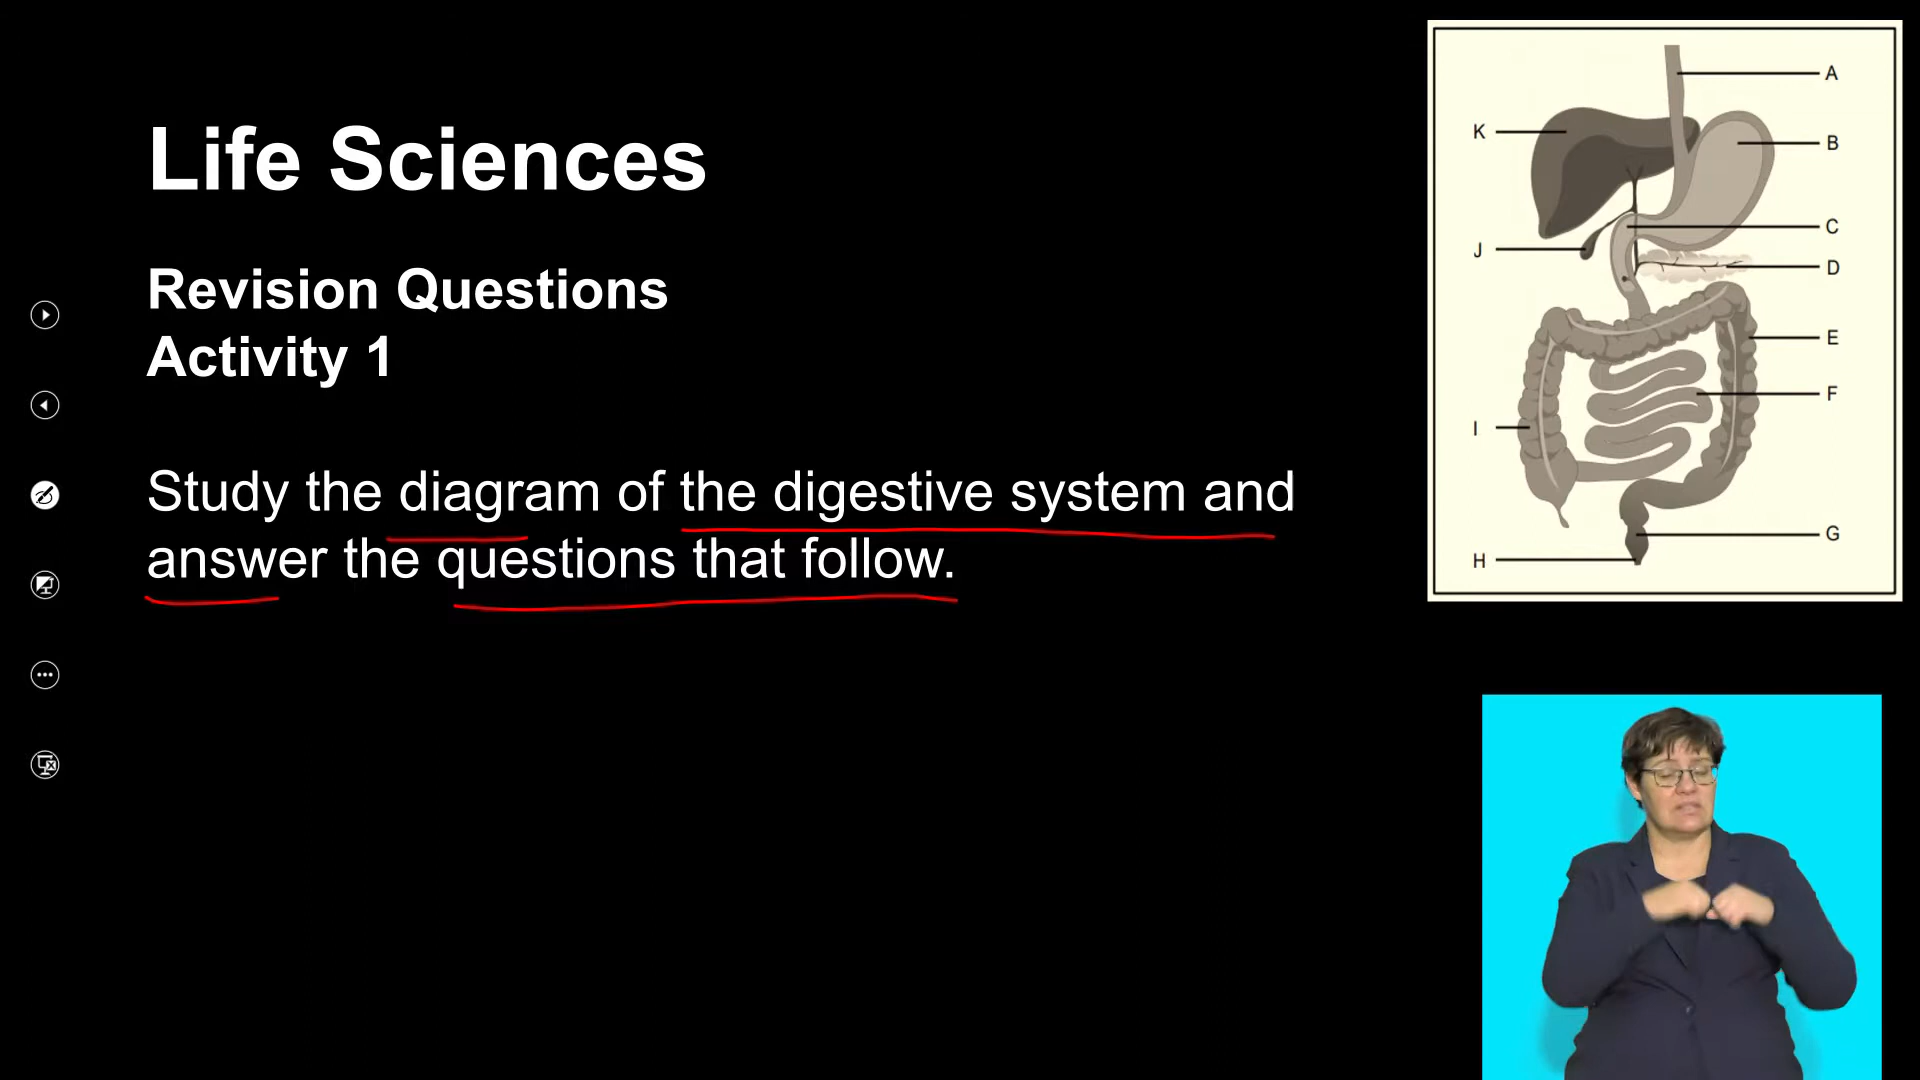 Life Sciences
Revision Questions
Activity 1
Study the diagram of the digestive system and
answer the questions that follow.
A
K
B
C
J
D
E
F
I
G
H